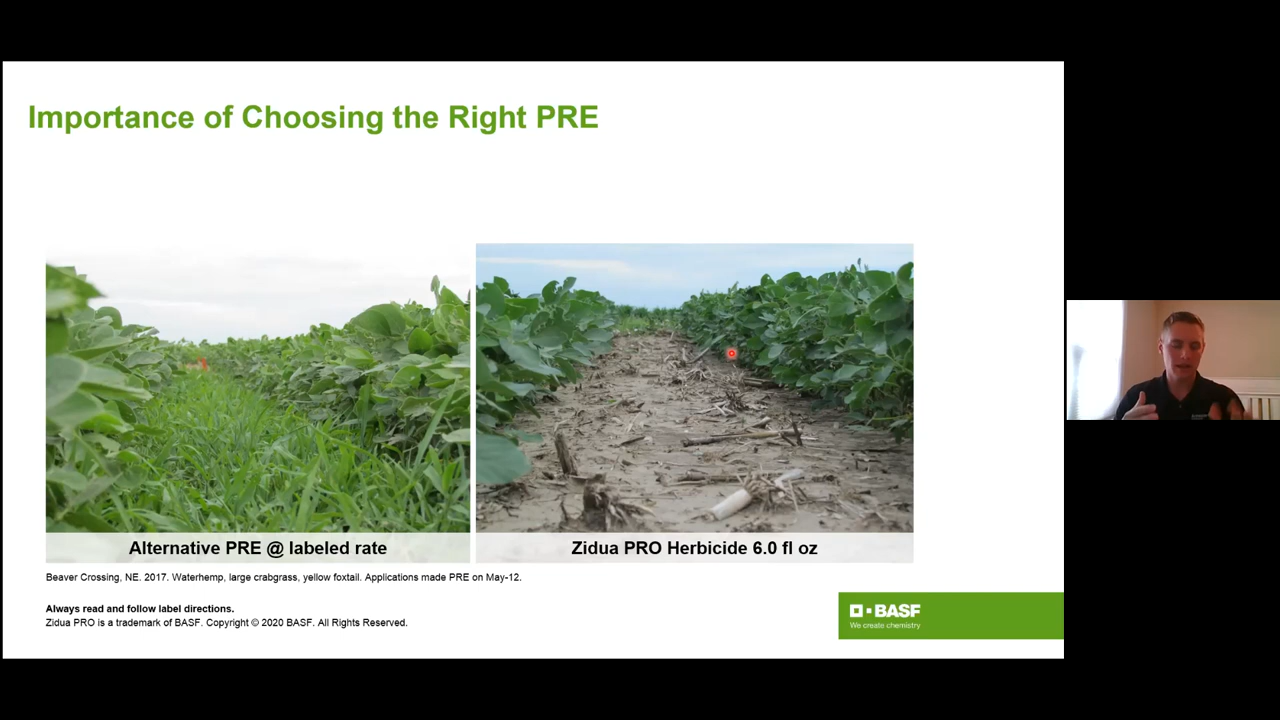 Importance of Choosing the Right PRE
Alternative PRE @ labeled rate
Zidua PRO Herbicide 6.0 fl oz
Beaver Crossing, NE. 2017. Waterhemp, large crabgrass, yellow foxtail. Applications made PRE on May-12.
Always read and follow label directions.
Zidua PRO is a trademark of BASF. Copyright © 2020 BASF. All Rights Reserved.
BASF
We create chemistry